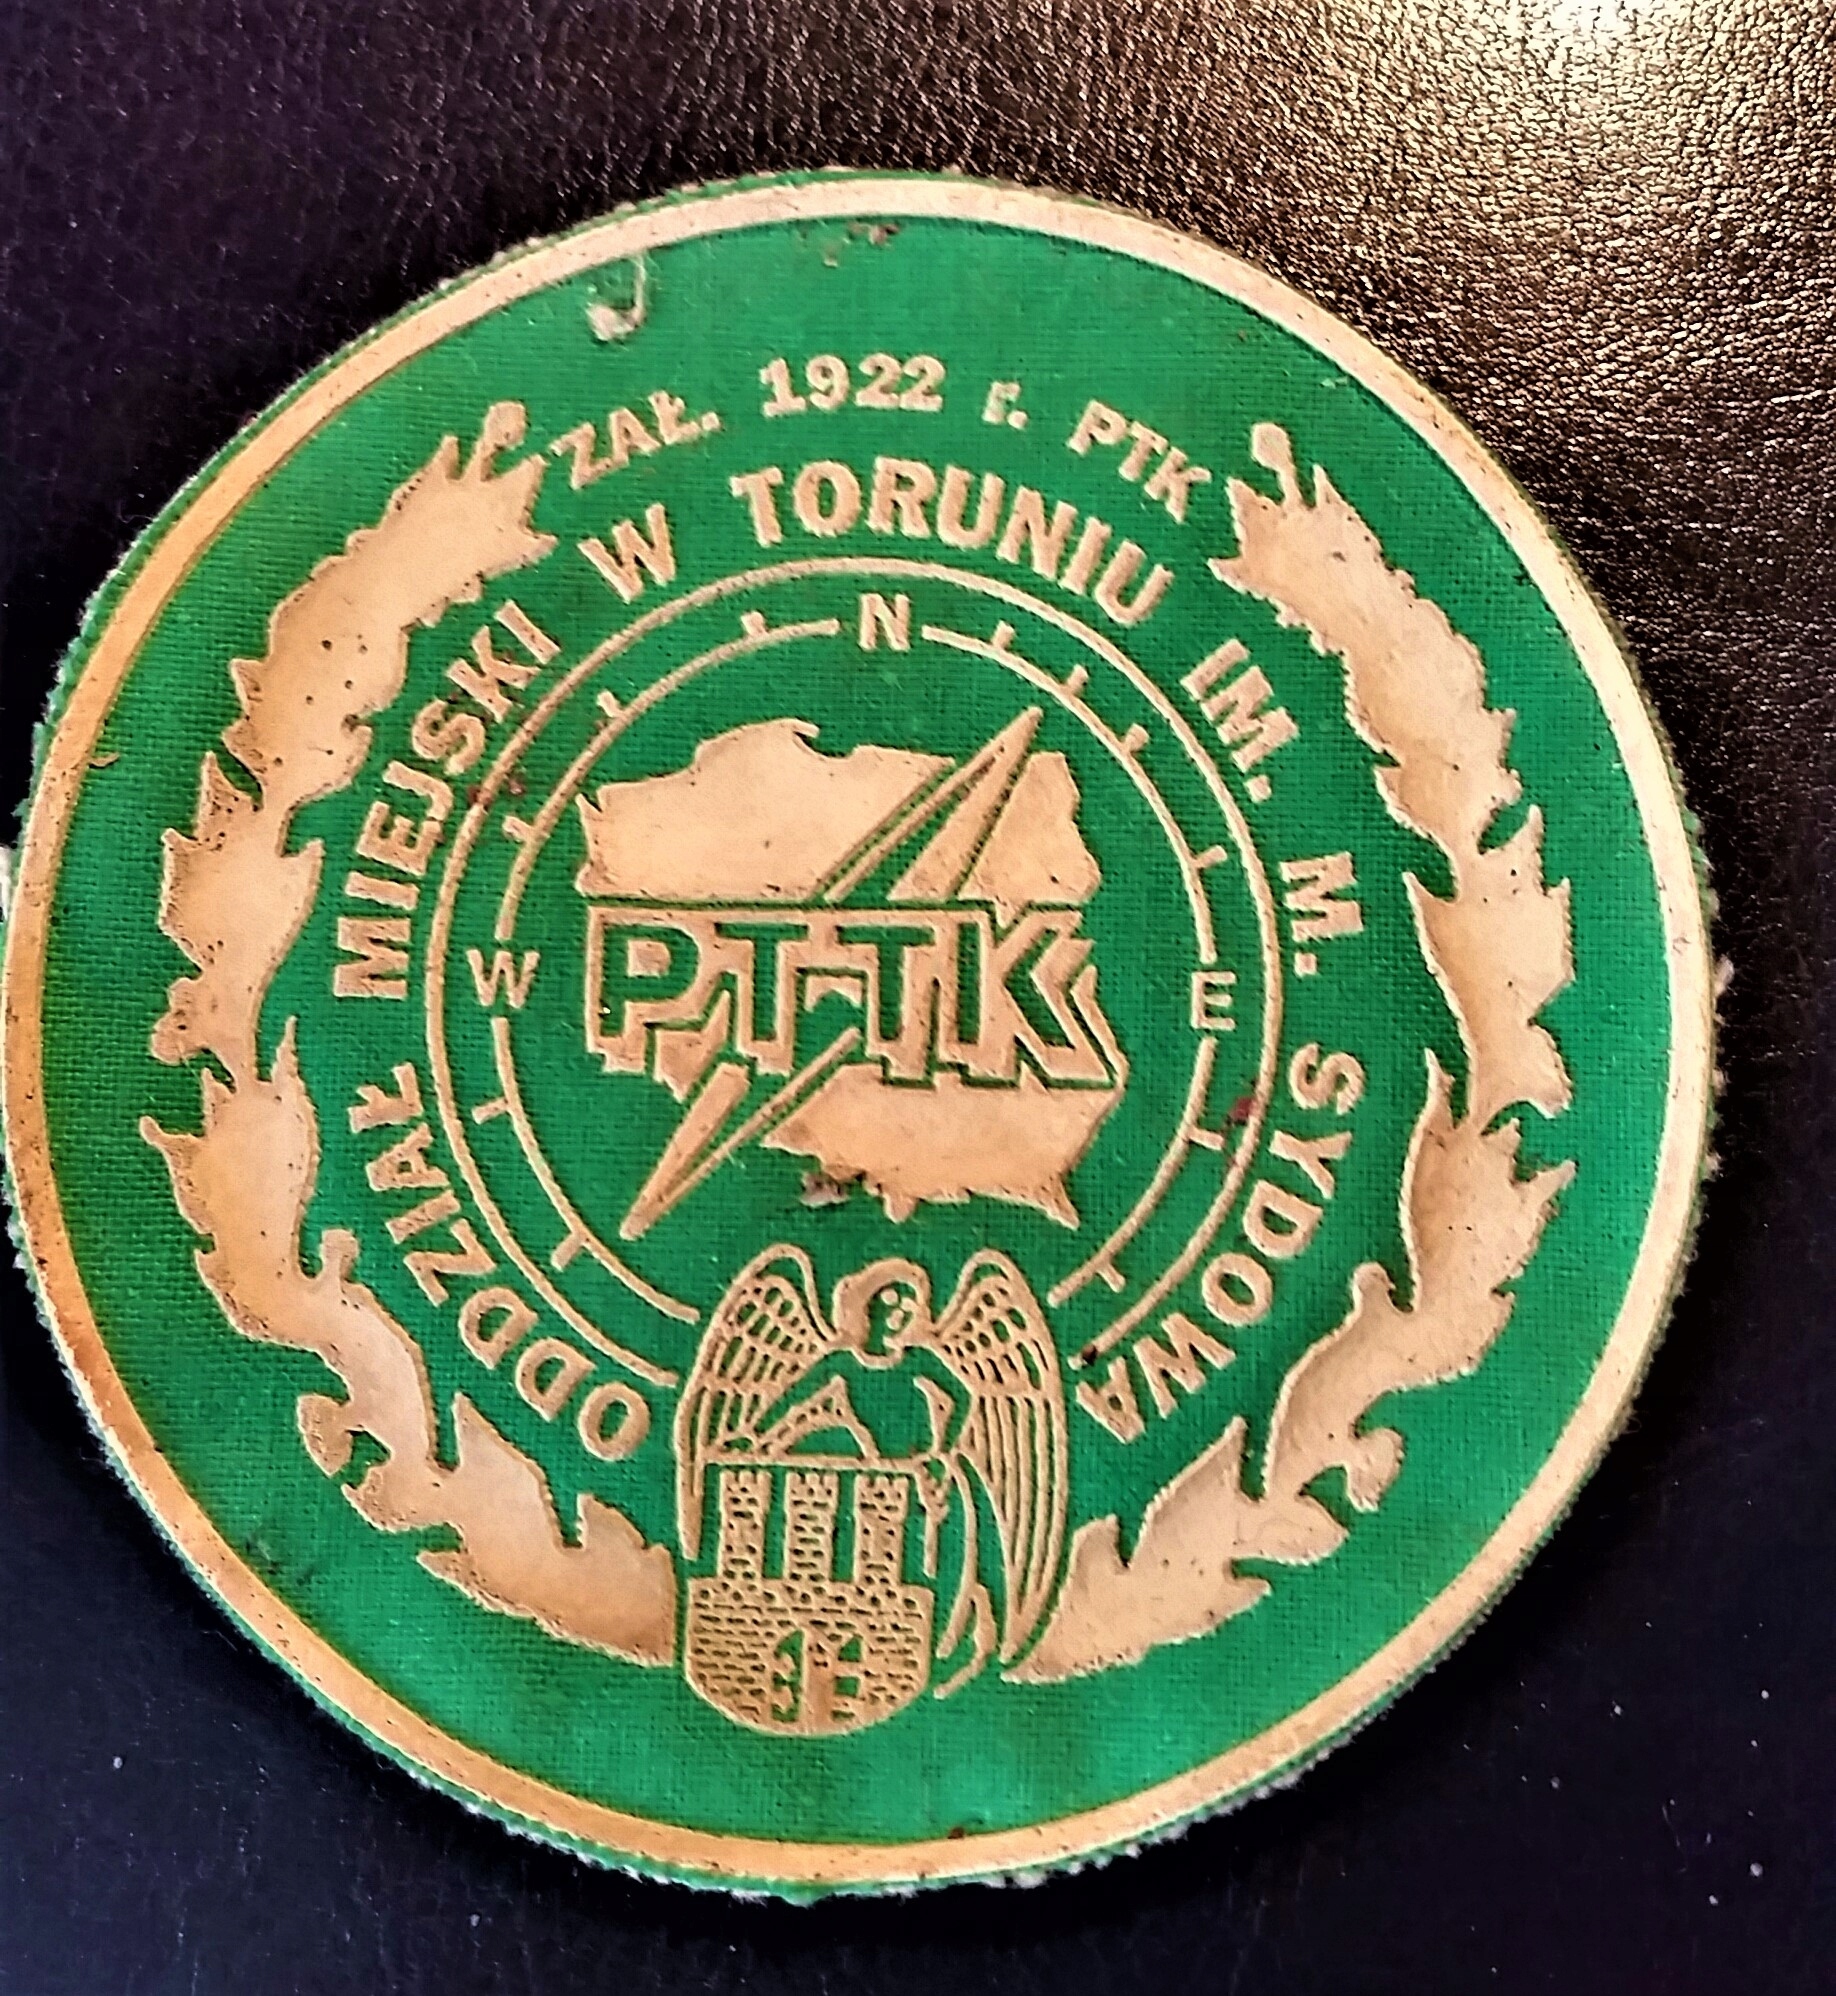 ZAŁ. 1922 r. PTK
ODDZIAŁ MIEJSKI W TORUNIU IM. M. SYDOWA
N
W
E
PTTK